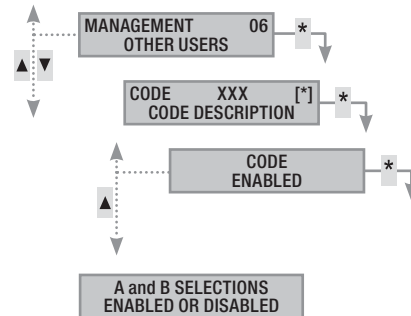 MANAGEMENT 06 *
OTHER USERS
▲ ▼
CODE XXX [*] *
CODE DESCRIPTION
CODE *
ENABLED
▲
A and B SELECTIONS
ENABLED OR DISABLED